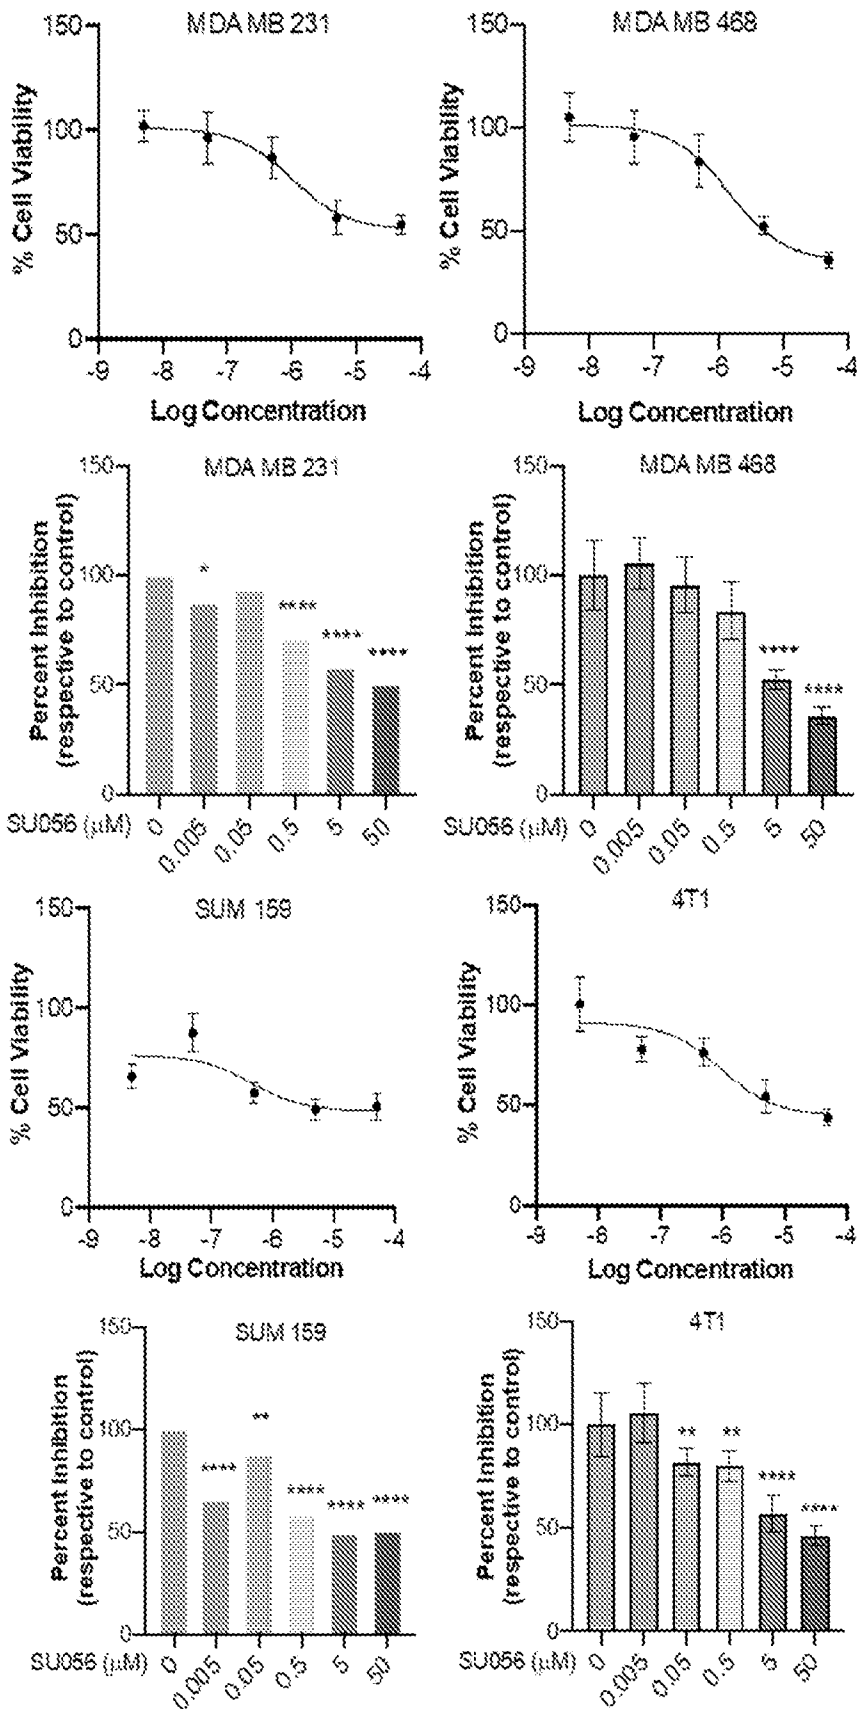 MDA MB 231
% Cell Viability
150
100
50
0
-9 -8 -7 -6 -5 -4
Log Concentration
MDA MB 468
% Cell Viability
150
100
50
0
-9 -8 -7 -6 -5 -4
Log Concentration
MDA MB 231
Percent Inhibition
(respective to control)
150
100
50
0
*
****
****
****
SU056 (μM) 0 0.005 0.05 0.5 5 50
MDA MB 468
Percent Inhibition
(respective to control)
150
100
50
0
****
****
SU056 (μM) 0 0.005 0.05 0.5 5 50
SUM 159
% Cell Viability
150
100
50
0
-9 -8 -7 -6 -5 -4
Log Concentration
4T1
% Cell Viability
150
100
50
0
-9 -8 -7 -6 -5 -4
Log Concentration
SUM 159
Percent Inhibition
(respective to control)
150
100
50
0
****
**
****
****
****
SU056 (μM) 0 0.005 0.05 0.5 5 50
4T1
Percent Inhibition
(respective to control)
150
100
50
0
**
**
****
****
SU056 (μM) 0 0.005 0.05 0.5 5 50